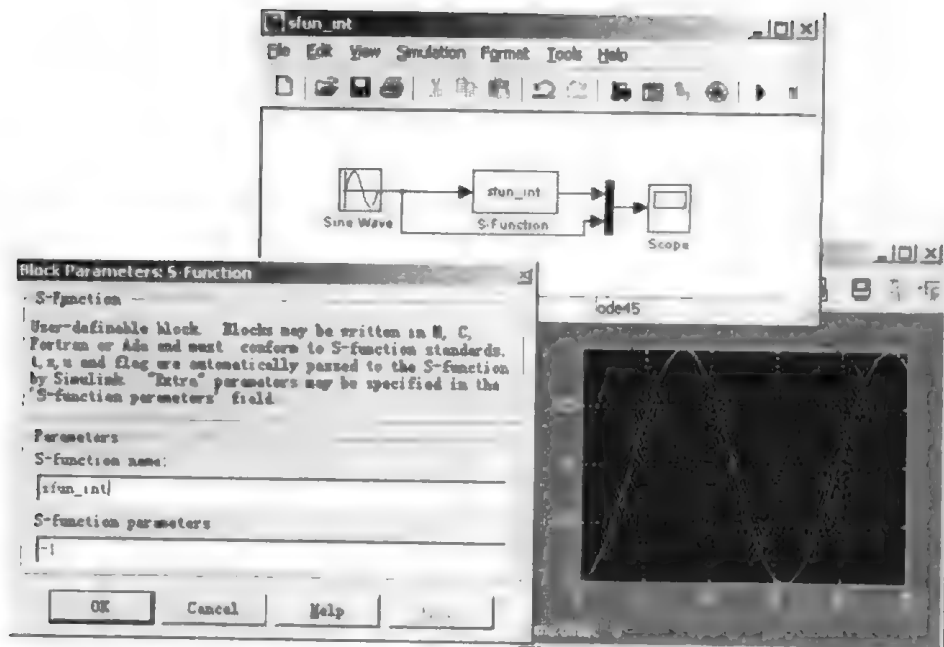 sfun_int
File Edit View Simulation Format Tools Help
sfun_int
Sine Wave
S-Function
Scope
ode45
Block Parameters: S-Function
S-Function
User-definable block. Blocks may be written in M, C,
Fortran or Ada and must conform to S-function standards.
t,x,u and flag are automatically passed to the S-function
by Simulink. "Extra" parameters may be specified in the
'S-function parameters' field
Parameters
S-function name:
sfun_int
S-function parameters
-1
OK Cancel Help